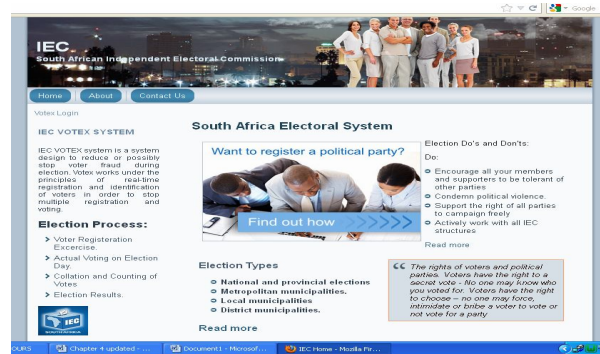 Google
IEC
South African Independent Electoral Commission
Home
About
Contact Us
Votex Login
IEC VOTEX SYSTEM
IEC VOTEX system is a system
design to reduce or possibly
stop voter fraud during
election. Votex works under the
principles of real-time
registration and identification
of voters in order to stop
multiple registration and
voting.
Election Process:
Voter Registeration
Excercise.
Actual Voting on Election
Day.
Collation and Counting of
Votes
Election Results.
IEC
SOUTH AFRICA
South Africa Electoral System
Want to register a political party?
Find out how >>>>>
Election Types
National and provincial elections
Metropolitan municipalities.
Local municipalities
District municipalities.
Read more
Election Do's and Don'ts:
Do:
Encourage all your members
and supporters to be tolerant of
other parties
Condemn political violence.
Support the right of all parties
to campaign freely
Actively work with all IEC
structures
Read more
The rights of voters and political
parties. Voters have the right to a
secret vote - No one may know who
you voted for. Voters have the right
to choose – no one may force,
intimidate or bribe a voter to vote or
not vote for a party
OURS
Chapter 4 updated - ...
Document1 - Microsof...
IEC Home - Mozilla Fir...